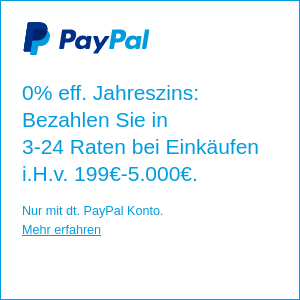 PayPal
0% eff. Jahreszins:
Bezahlen Sie in
3-24 Raten bei Einkäufen
i.H.v. 199€-5.000€.
Nur mit dt. PayPal Konto.
Mehr erfahren